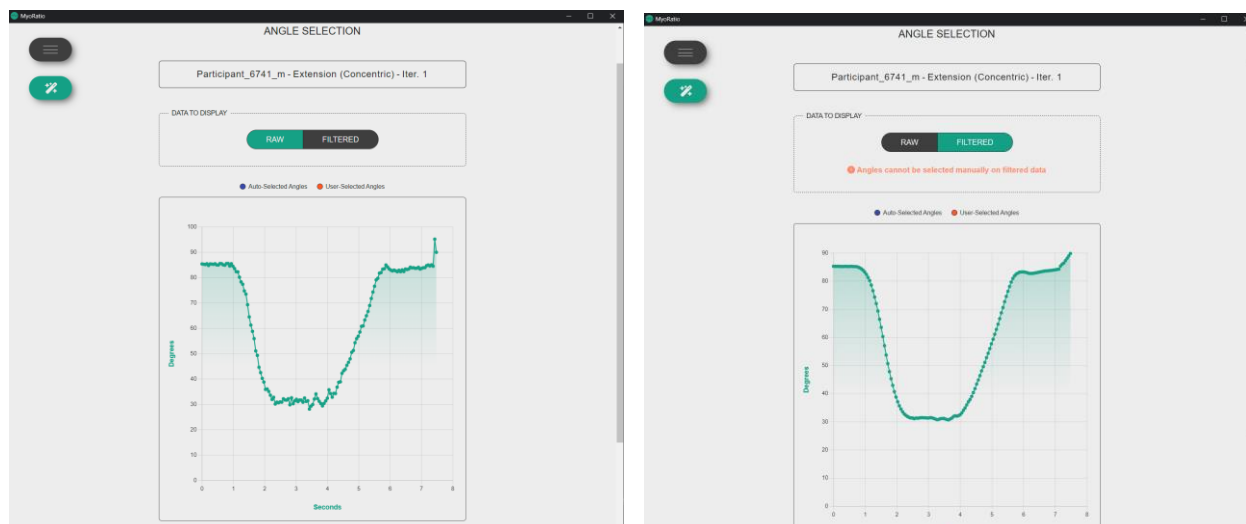 MyoRatio
ANGLE SELECTION
Participant_6741_m - Extension (Concentric) - Iter. 1
DATA TO DISPLAY
RAW FILTERED
Auto-Selected Angles User-Selected Angles
100
90
80
70
60
50
40
30
20
10
0
Degrees
0 1 2 3 4 5 6 7 8
Seconds
MyoRatio
ANGLE SELECTION
Participant_6741_m - Extension (Concentric) - Iter. 1
DATA TO DISPLAY
RAW FILTERED
Angles cannot be selected manually on filtered data
Auto-Selected Angles User-Selected Angles
90
80
70
60
50
40
30
20
10
0
Degrees
0 1 2 3 4 5 6 7 8